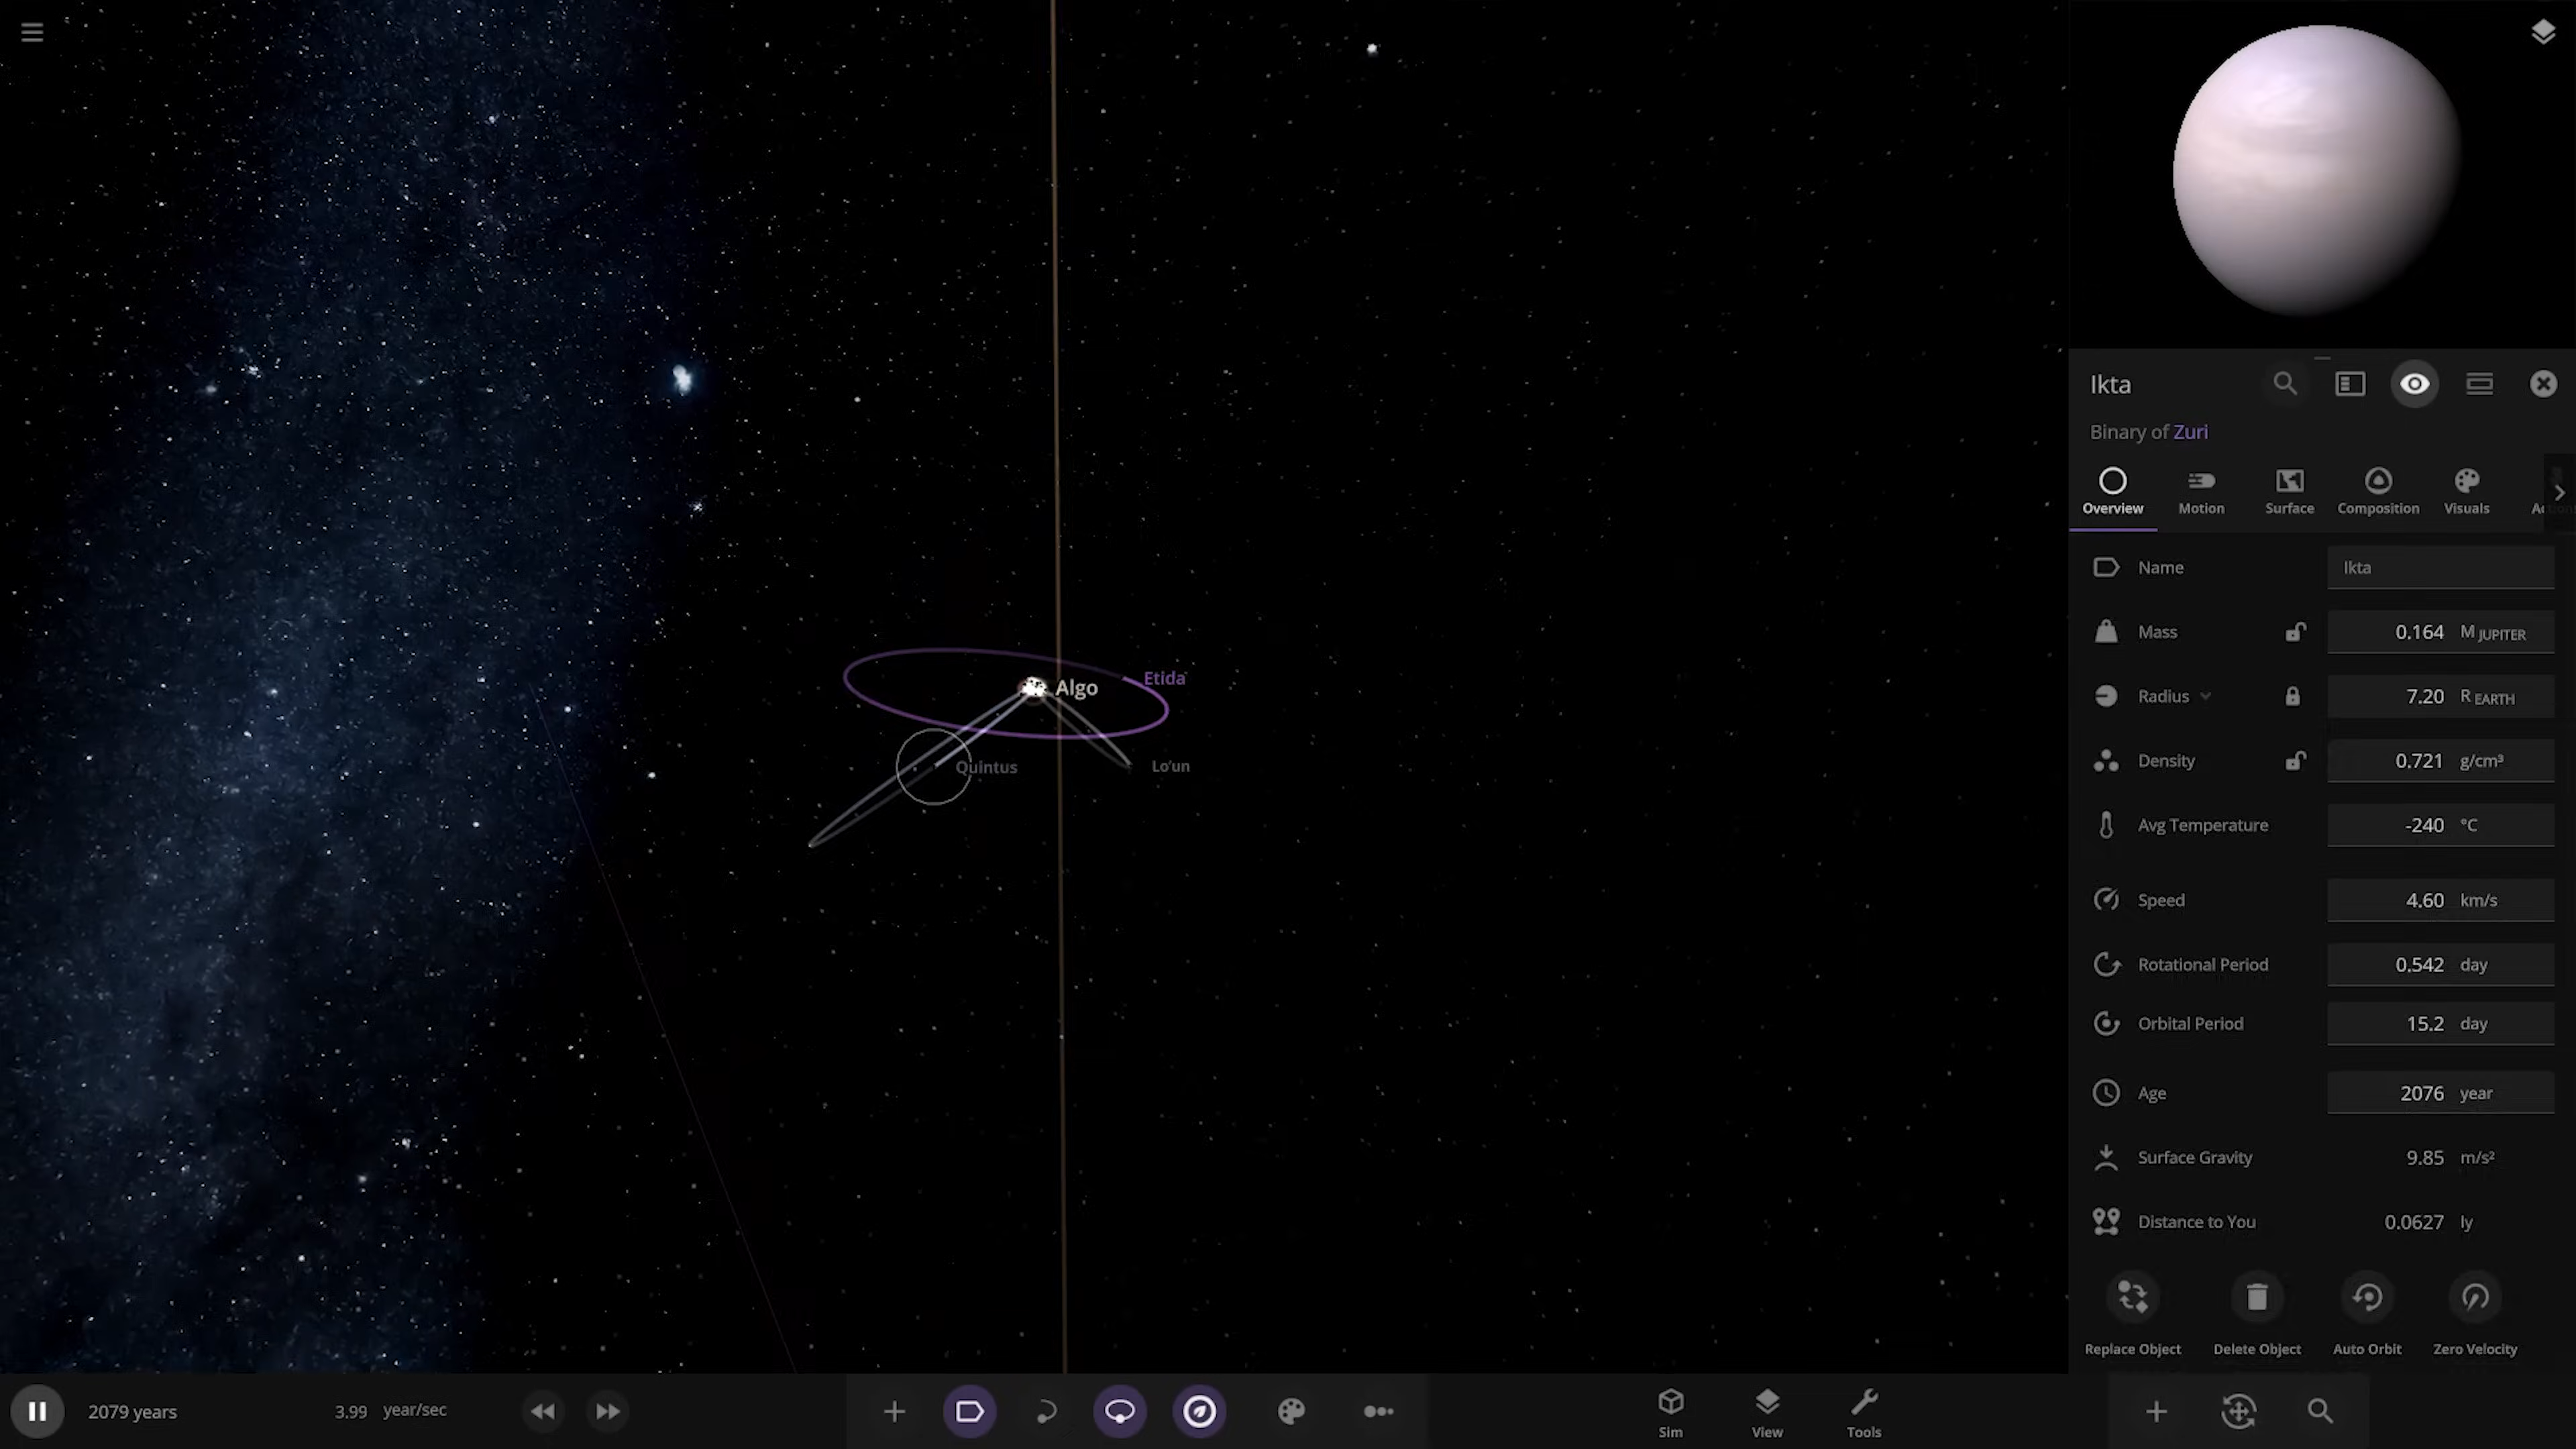 Ikta
Binary of Zuri
Overview
Motion
Surface
Composition
Visuals
Name
Ikta
Mass
0.164 M JUPITER
Radius
7.20 R EARTH
Density
0.721 g/cm³
Avg Temperature
-240 °C
Speed
4.60 km/s
Rotational Period
0.542 day
Orbital Period
15.2 day
Age
2076 year
Surface Gravity
9.85 m/s²
Distance to You
0.0627 ly
Replace Object
Delete Object
Auto Orbit
Zero Velocity
Etida
Algo
Quintus
Lo'un
2079 years
3.99 year/sec
Sim
View
Tools